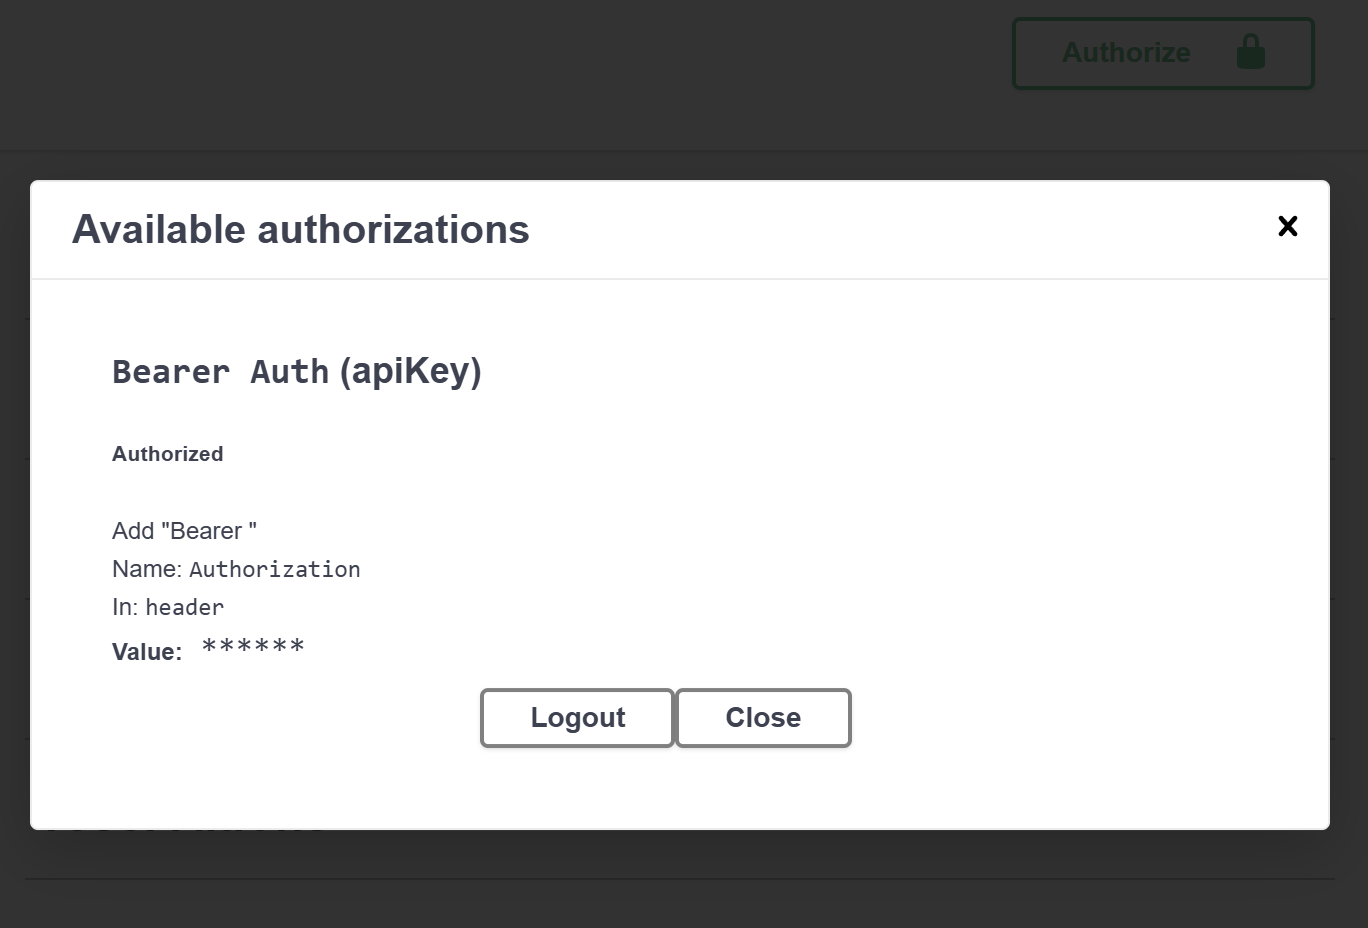 Authorize
Available authorizations
Bearer Auth (apiKey)
Authorized
Add "Bearer "
Name: Authorization
In: header
Value: ******
Logout Close